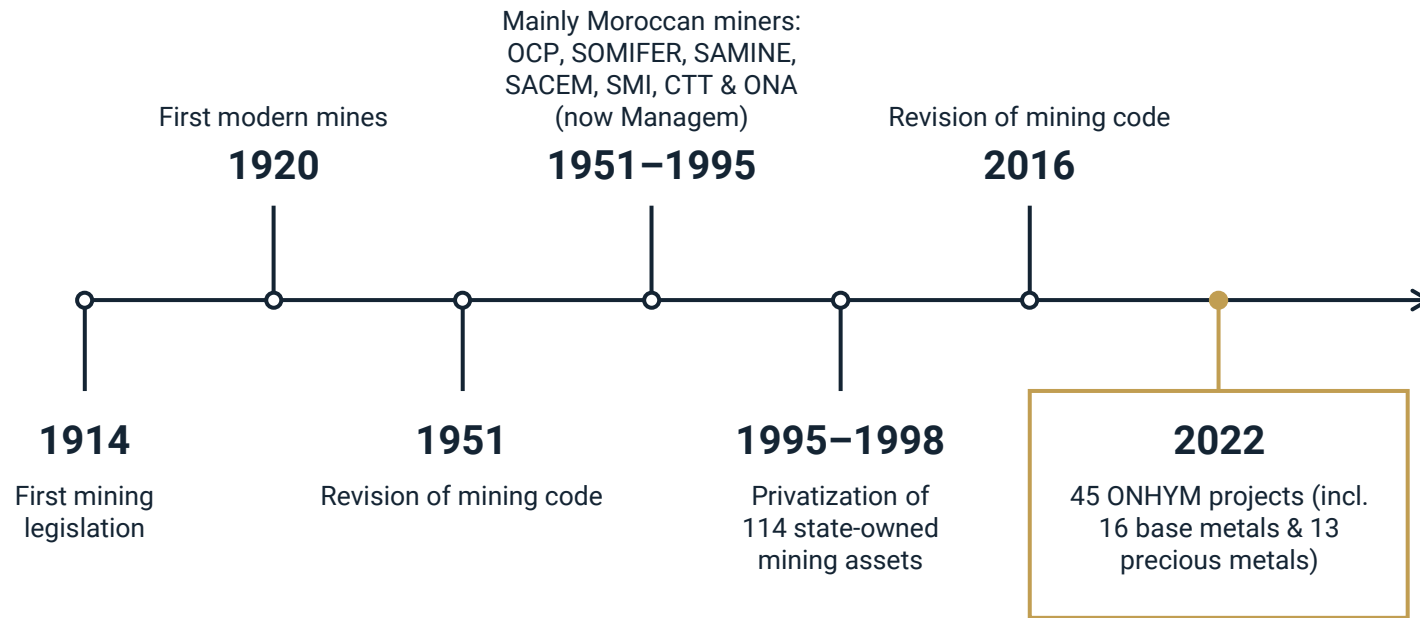 Mainly Moroccan miners:
OCP, SOMIFER, SAMINE,
SACEM, SMI, CTT & ONA
(now Managem)
1951–1995
First modern mines
1920
Revision of mining code
2016
1914
First mining
legislation
1951
Revision of mining code
1995–1998
Privatization of
114 state-owned
mining assets
2022
45 ONHYM projects (incl.
16 base metals & 13
precious metals)